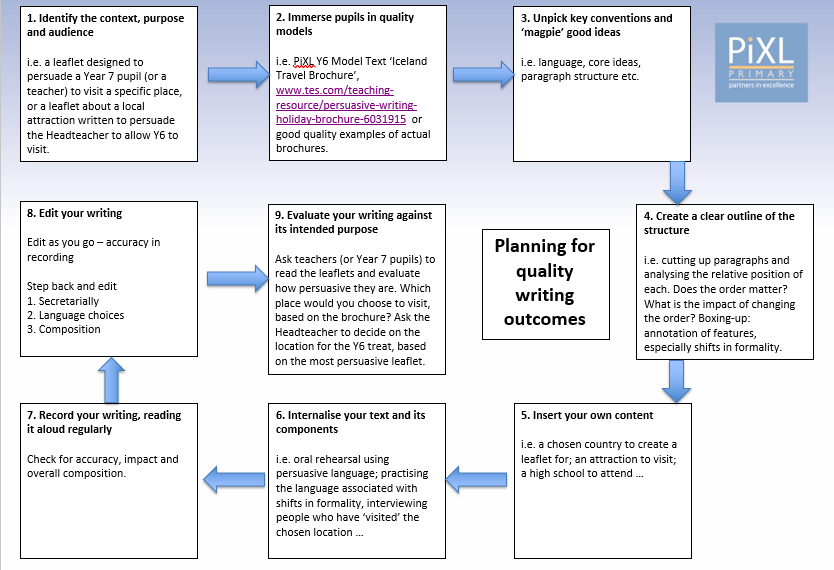 1. Identify the context, purpose
and audience
i.e. a leaflet designed to
persuade a Year 7 pupil (or a
teacher) to visit a specific place,
or a leaflet about a local
attraction written to persuade
the Headteacher to allow Y6 to
visit.
2. Immerse pupils in quality
models
i.e. PiXL Y6 Model Text ‘Iceland
Travel Brochure’,
www.tes.com/teaching-
resource/persuasive-writing-
holiday-brochure-6031915 or
good quality examples of actual
brochures.
3. Unpick key conventions and
‘magpie’ good ideas
i.e. language, core ideas,
paragraph structure etc.
PiXL
PRIMARY
partners in excellence
4. Create a clear outline of the
structure
i.e. cutting up paragraphs and
analysing the relative position of
each. Does the order matter?
What is the impact of changing
the order? Boxing-up:
annotation of features,
especially shifts in formality.
5. Insert your own content
i.e. a chosen country to create a
leaflet for; an attraction to visit;
a high school to attend …
6. Internalise your text and its
components
i.e. oral rehearsal using
persuasive language; practising
the language associated with
shifts in formality, interviewing
people who have ‘visited’ the
chosen location …
7. Record your writing, reading
it aloud regularly
Check for accuracy, impact and
overall composition.
8. Edit your writing
Edit as you go – accuracy in
recording
Step back and edit
1. Secretarially
2. Language choices
3. Composition
9. Evaluate your writing against
its intended purpose
Ask teachers (or Year 7 pupils) to
read the leaflets and evaluate
how persuasive they are. Which
place would you choose to visit,
based on the brochure? Ask the
Headteacher to decide on the
location for the Y6 treat, based
on the most persuasive leaflet.
Planning for
quality
writing
outcomes